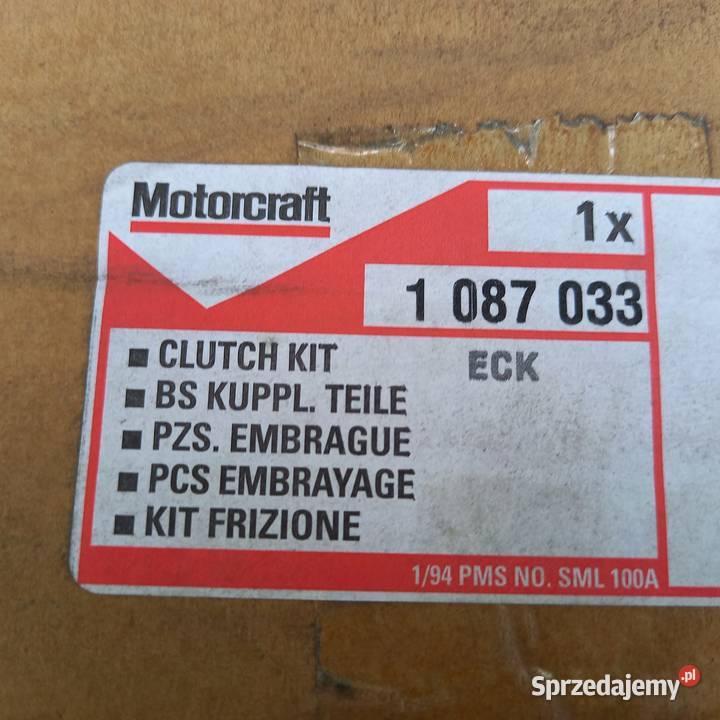 Motorcraft
1x
1 087 033
ECK
■ CLUTCH KIT
■ BS KUPPL. TEILE
■ PZS. EMBRAGUE
■ PCS EMBRAYAGE
■ KIT FRIZIONE
1/94 PMS NO. SML 100A
Sprzedajemy.pl